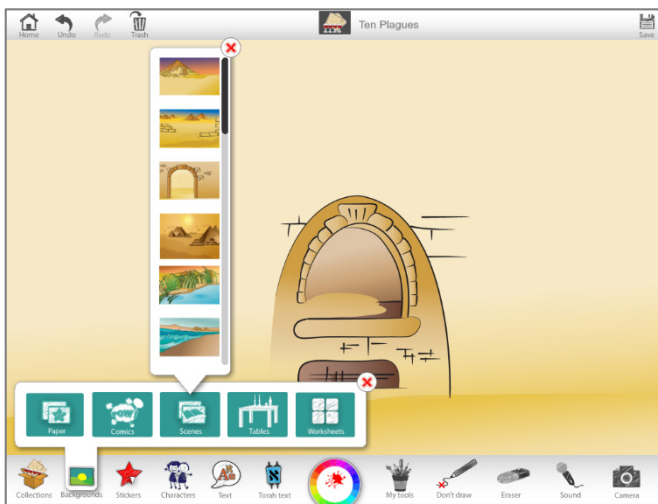 Home Undo Redo Trash Ten Plagues Save
POW
Paper Comics Scenes Tables Worksheets
Collections Backgrounds Stickers Characters Text Torah text My tools Don't draw Eraser Sound Camera